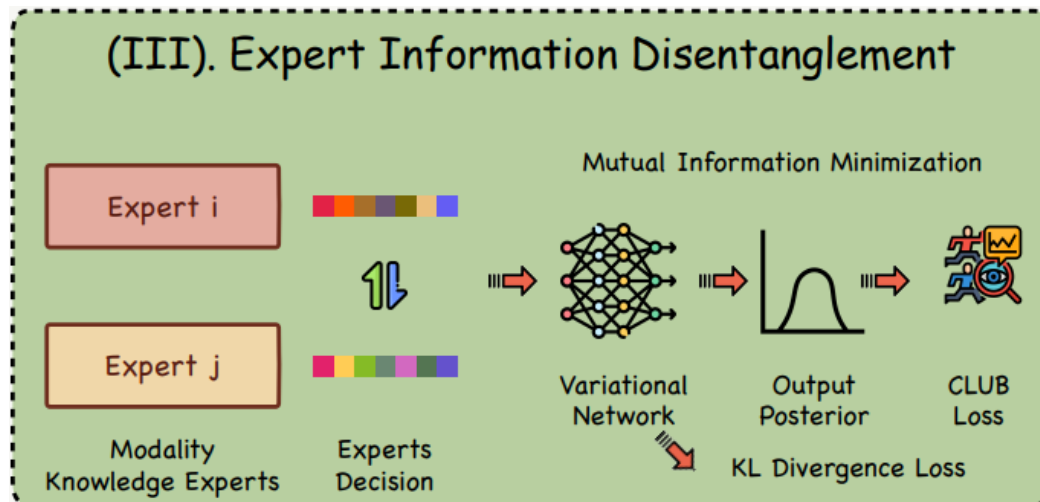 (III). Expert Information Disentanglement
Mutual Information Minimization
Expert i
Expert j
Variational
Network
Output
Posterior
CLUB
Loss
Modality
Knowledge Experts
Experts
Decision
KL Divergence Loss